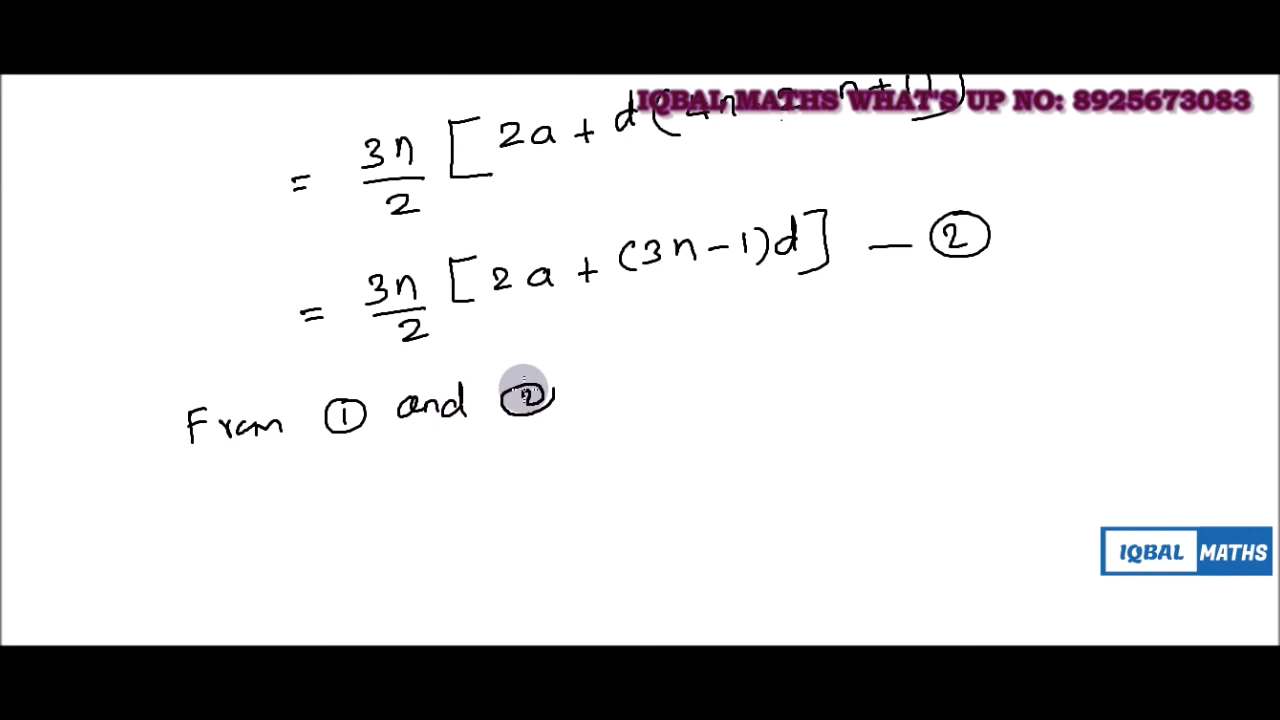 IQBAL MATHS WHAT'S UP NO: 8925673083
= 3n/2 [2a + d(4n
= 3n/2 [2a + (3n-1)d] — ②
From ① and ②
IQBAL MATHS